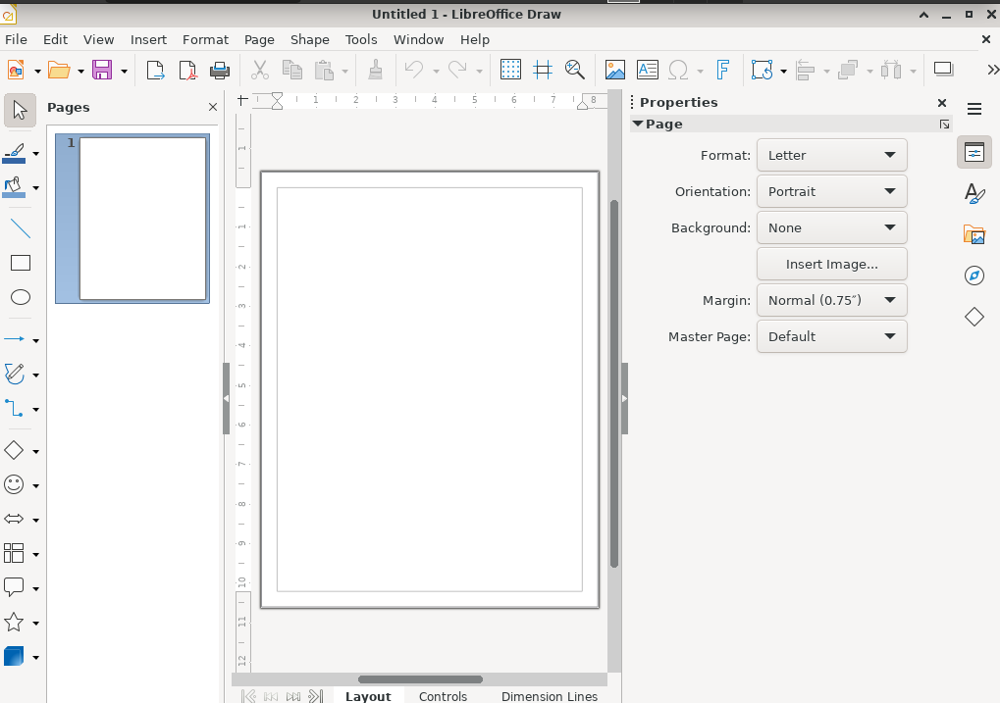 Untitled 1 - LibreOffice Draw
File Edit View Insert Format Page Shape Tools Window Help
Pages
1
1 2 3 4 5 6 7 8
1
1
2
3
4
5
6
7
8
9
10
11
12
Properties
Page
Format: Letter
Orientation: Portrait
Background: None
Insert Image...
Margin: Normal (0.75″)
Master Page: Default
Layout Controls Dimension Lines